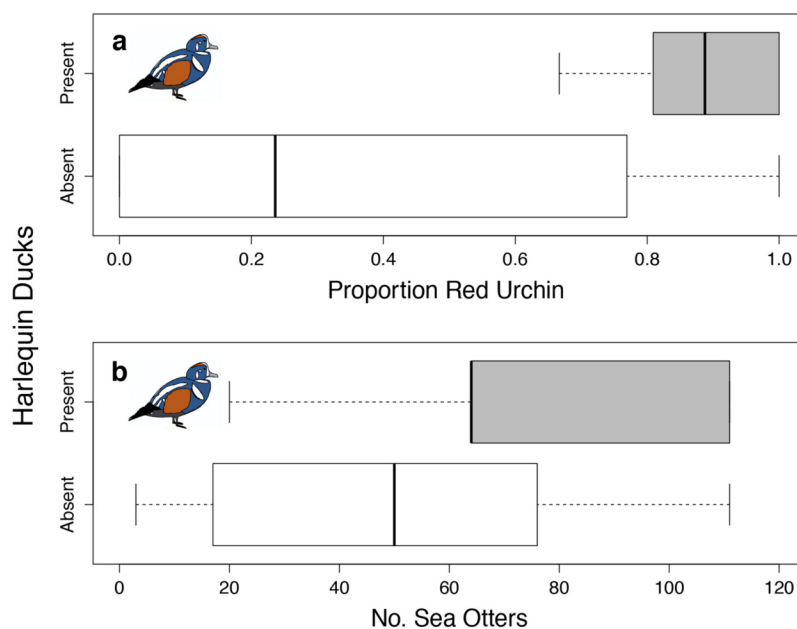 Harlequin Ducks
a
Present
Absent
0.0 0.2 0.4 0.6 0.8 1.0
Proportion Red Urchin
b
Present
Absent
0 20 40 60 80 100 120
No. Sea Otters